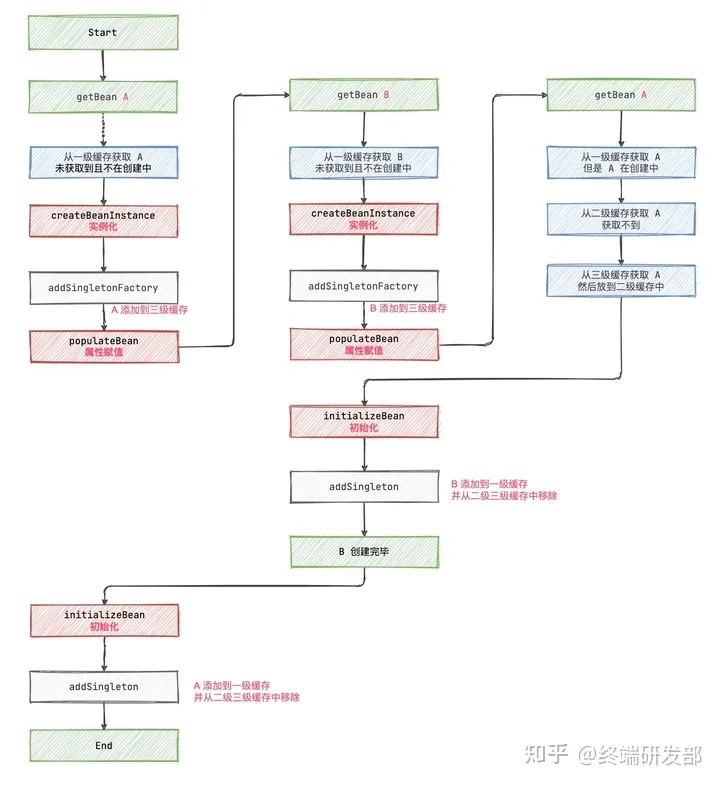 Start
getBean A
从一级缓存获取 A
未获取到且不在创建中
createBeanInstance
实例化
addSingletonFactory
A 添加到三级缓存
populateBean
属性赋值
getBean B
从一级缓存获取 B
未获取到且不在创建中
createBeanInstance
实例化
addSingletonFactory
B 添加到三级缓存
populateBean
属性赋值
getBean A
从一级缓存获取 A
但是 A 在创建中
从二级缓存获取 A
获取不到
从三级缓存获取 A
然后放到二级缓存中
initializeBean
初始化
addSingleton
B 添加到一级缓存
并从二级三级缓存中移除
B 创建完毕
initializeBean
初始化
addSingleton
A 添加到一级缓存
并从二级三级缓存中移除
End
知乎 @终端研发部